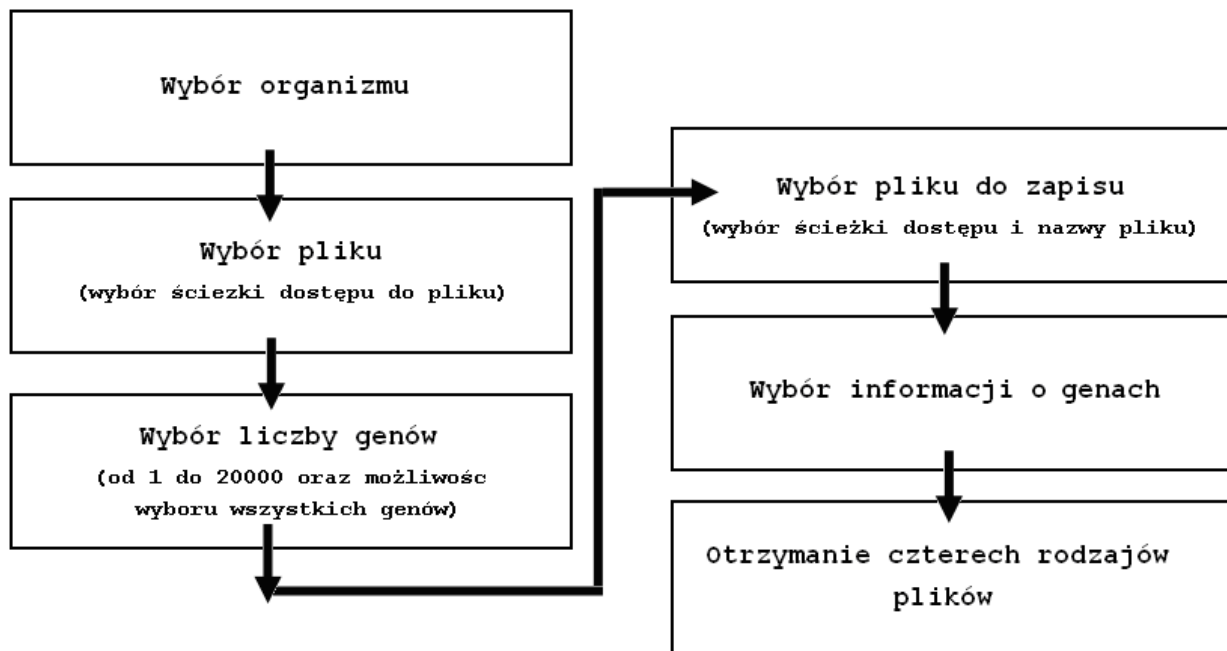 Wybór organizmu
Wybór pliku
(wybór ściezki dostępu do pliku)
Wybór liczby genów
(od 1 do 20000 oraz możliwośc
wyboru wszystkich genów)
Wybór pliku do zapisu
(wybór ścieżki dostępu i nazwy pliku)
Wybór informacji o genach
Otrzymanie czterech rodzajów
plików